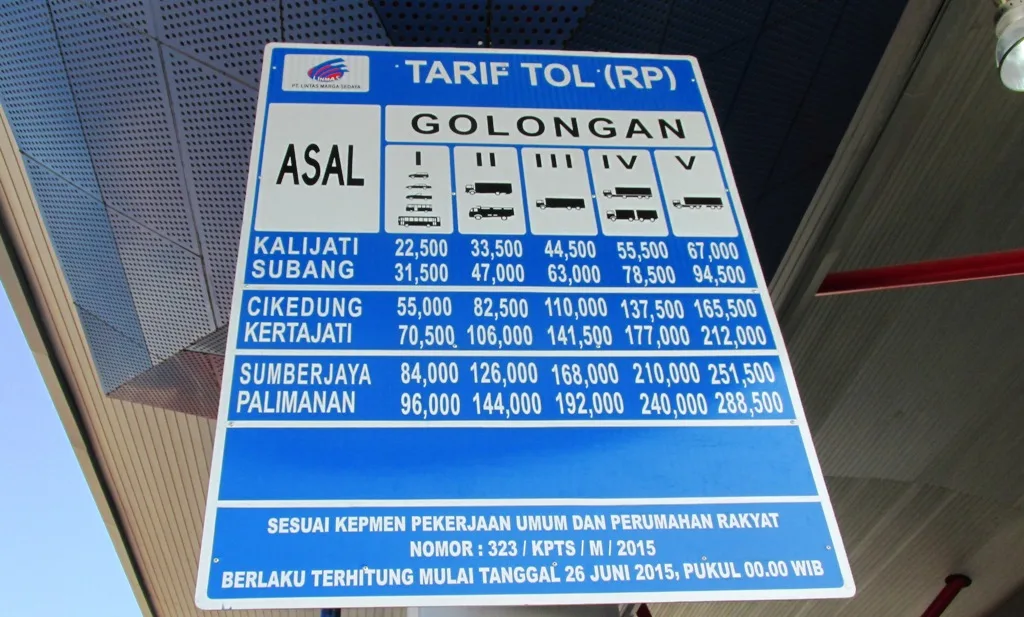 LINMAS
PT. LINTAS MARGA SEDAYA
TARIF TOL (RP)
ASAL
GOLONGAN
I II III IV V
KALIJATI 22,500 33,500 44,500 55,500 67,000
SUBANG 31,500 47,000 63,000 78,500 94,500
CIKEDUNG 55,000 82,500 110,000 137,500 165,500
KERTAJATI 70,500 106,000 141,500 177,000 212,000
SUMBERJAYA 84,000 126,000 168,000 210,000 251,500
PALIMANAN 96,000 144,000 192,000 240,000 288,500
SESUAI KEPMEN PEKERJAAN UMUM DAN PERUMAHAN RAKYAT
NOMOR : 323 / KPTS / M / 2015
BERLAKU TERHITUNG MULAI TANGGAL 26 JUNI 2015, PUKUL 00.00 WIB